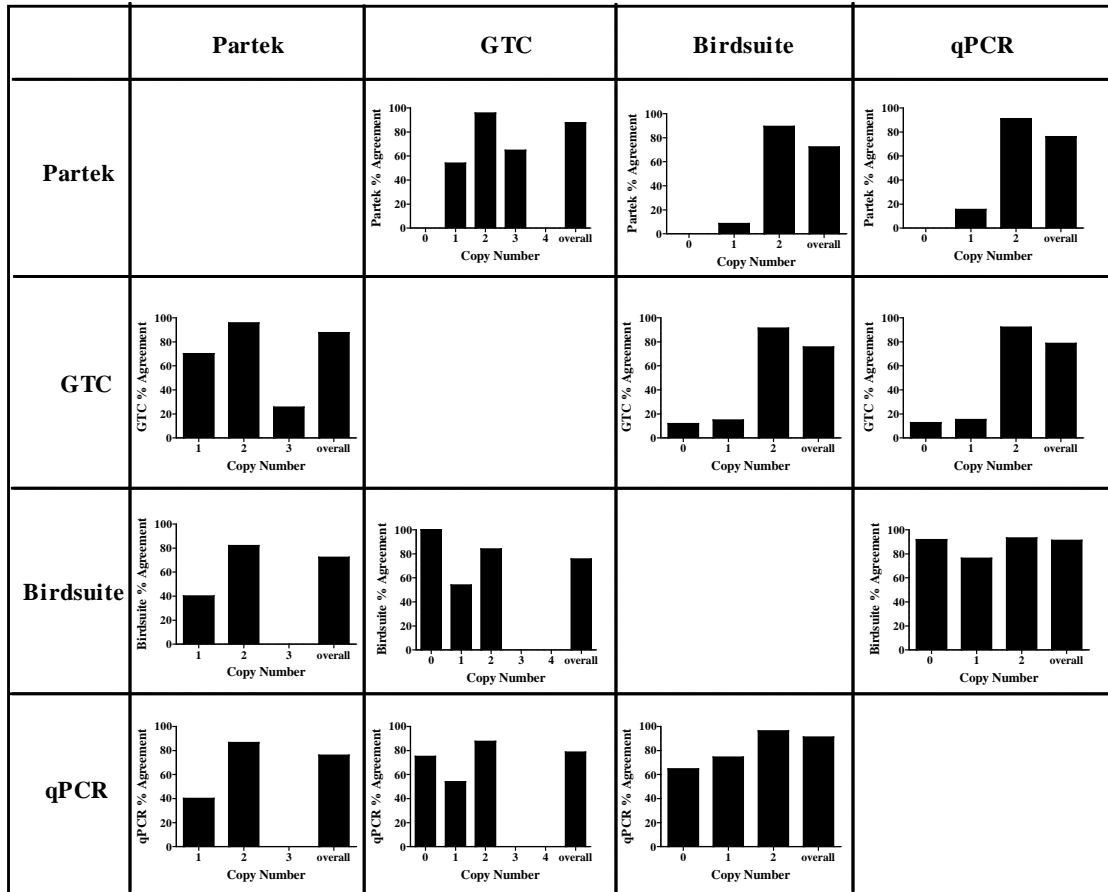 Partek GTC Birdsuite qPCR
Partek
100
80
60
40
20
0
Partek % Agreement
0 1 2 3 4 overall
Copy Number
100
80
60
40
20
0
Partek % Agreement
0 1 2 overall
Copy Number
100
80
60
40
20
0
Partek % Agreement
0 1 2 overall
Copy Number
GTC
100
80
60
40
20
0
GTC % Agreement
1 2 3 overall
Copy Number
100
80
60
40
20
0
GTC % Agreement
0 1 2 overall
Copy Number
100
80
60
40
20
0
GTC % Agreement
0 1 2 overall
Copy Number
Birdsuite
100
80
60
40
20
0
Birdsuite % Agreement
1 2 3 overall
Copy Number
100
80
60
40
20
0
Birdsuite % Agreement
0 1 2 3 4 overall
Copy Number
100
80
60
40
20
0
Birdsuite % Agreement
0 1 2 overall
Copy Number
qPCR
100
80
60
40
20
0
qPCR % Agreement
1 2 3 overall
Copy Number
100
80
60
40
20
0
qPCR % Agreement
0 1 2 3 4 overall
Copy Number
100
80
60
40
20
0
qPCR % Agreement
0 1 2 overall
Copy Number